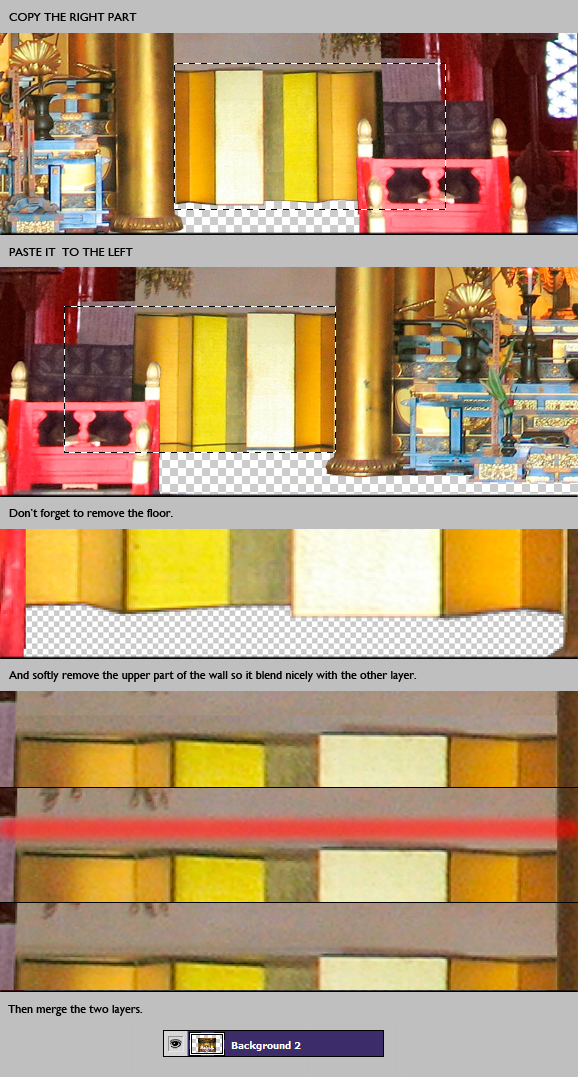 COPY THE RIGHT PART
PASTE IT  TO THE LEFT
Don't forget to remove the floor.
And softly remove the upper part of the wall so it blend nicely with the other layer.
Then merge the two layers.
Background 2